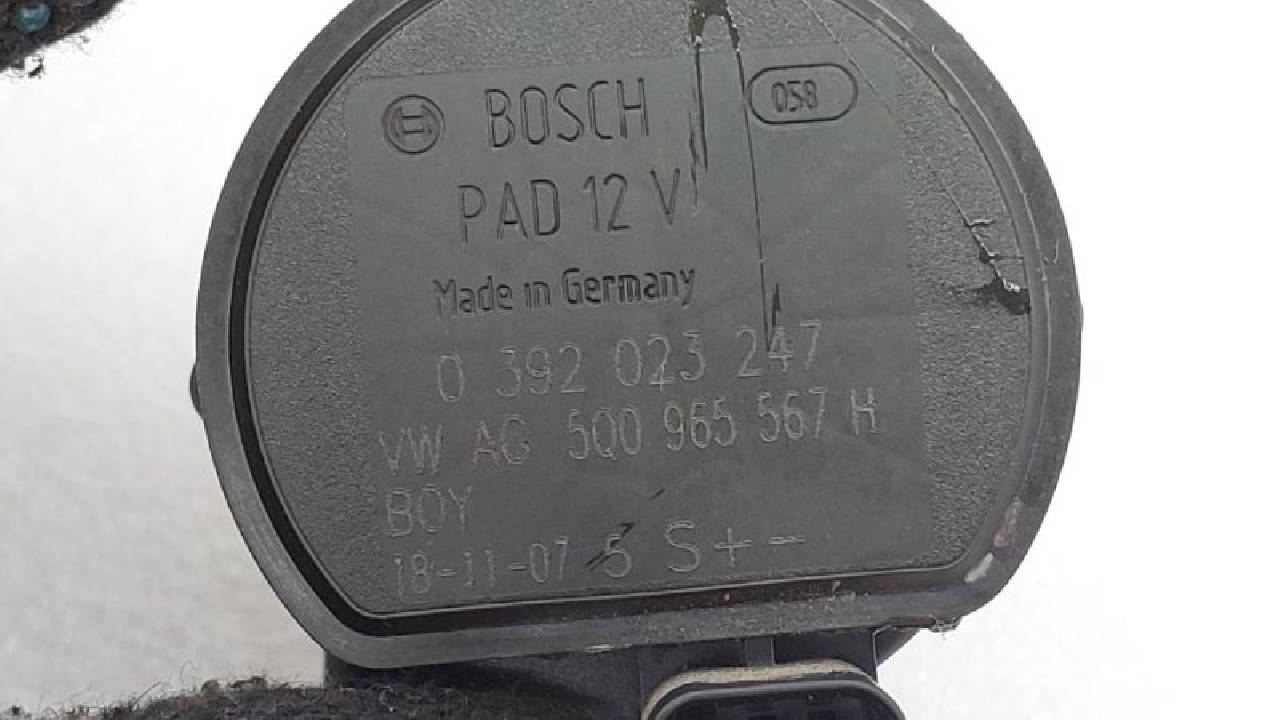 BOSCH 058
PAD 12 V
Made in Germany
0 392 023 247
VW AG 5Q0 965 567 H
BOY
18-11-07 5 S + -